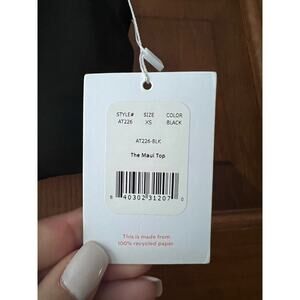 STYLE# SIZE COLOR
AT226 XS BLACK
AT226-BLK
The Maui Top
8 40302 31207 0
This is made from
100% recycled paper